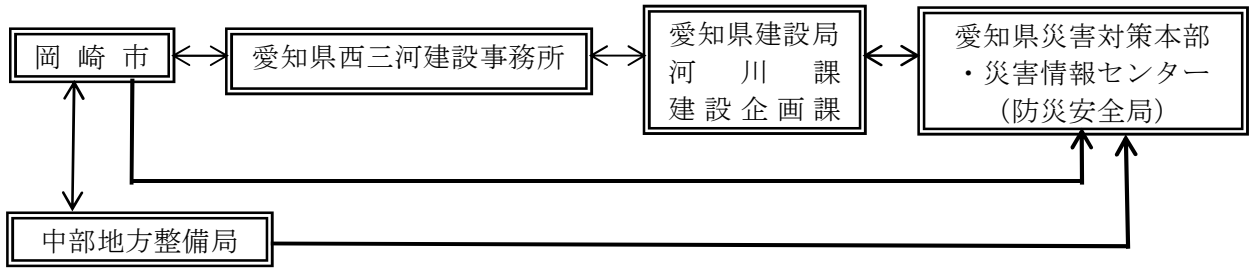 岡崎市
愛知県西三河建設事務所
愛知県建設局
河川課
建設企画課
愛知県災害対策本部
・災害情報センター
（防災安全局）
中部地方整備局